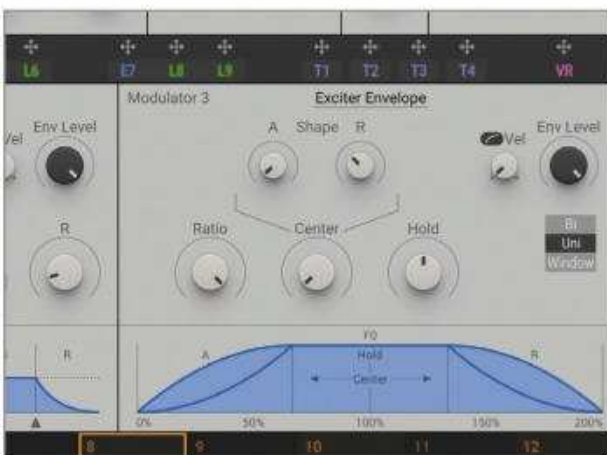 L6 E7 L8 L9 T1 T2 T3 T4 VR
Modulator 3 Exciter Envelope
A Shape R
Vel Env Level Vel Env Level
R Ratio Center Hold
Bi
Uni
Window
F0
R A Hold R
Center
0% 50% 100% 150% 200%
8 9 10 11 12